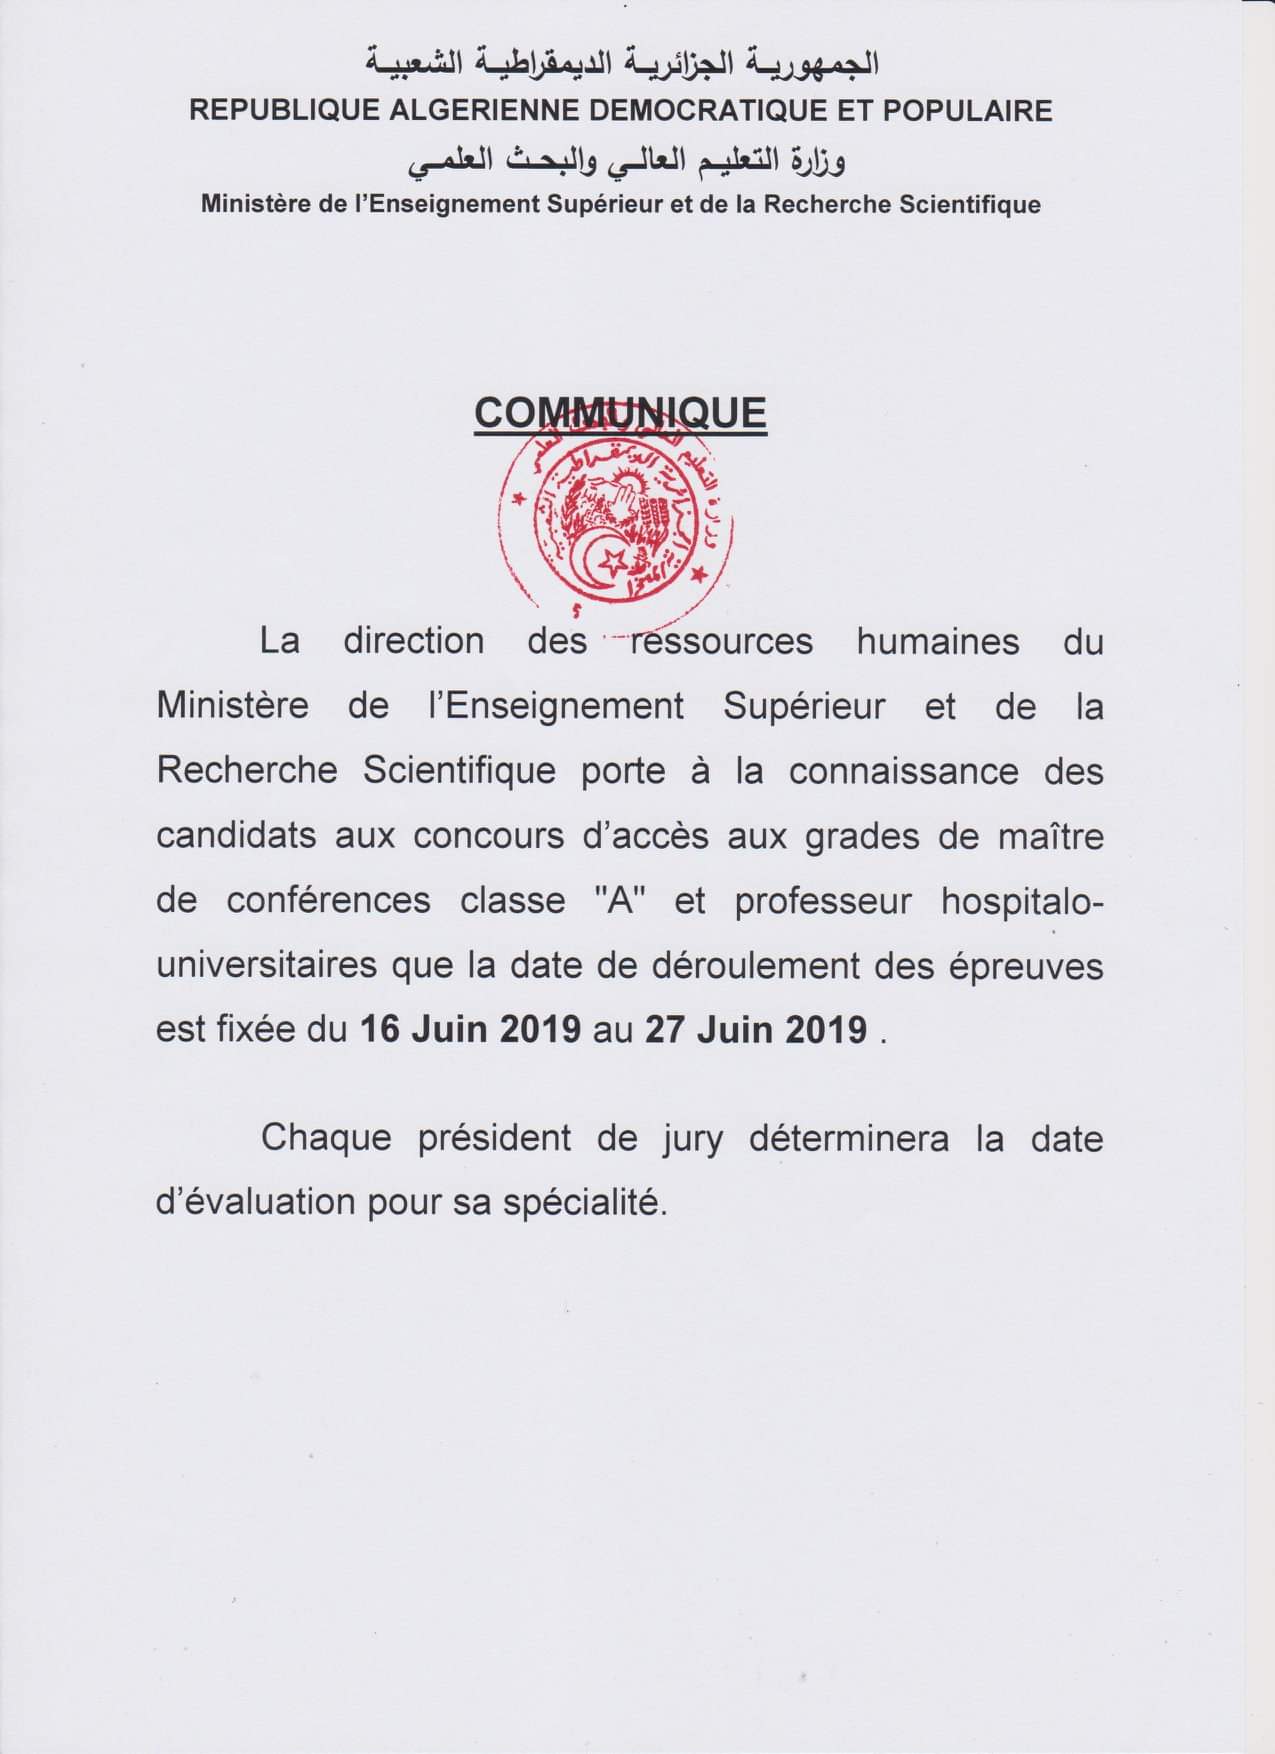 الجمهورية الجزائرية الديمقراطية الشعبية
REPUBLIQUE ALGERIENNE DEMOCRATIQUE ET POPULAIRE
وزارة التعليم العالي والبحث العلمي
Ministère de l’Enseignement Supérieur et de la Recherche Scientifique
COMMUNIQUE
La direction des ressources humaines du
Ministère de l’Enseignement Supérieur et de la
Recherche Scientifique porte à la connaissance des
candidats aux concours d’accès aux grades de maître
de conférences classe "A" et professeur hospitalo-
universitaires que la date de déroulement des épreuves
est fixée du 16 Juin 2019 au 27 Juin 2019 .
Chaque président de jury déterminera la date
d’évaluation pour sa spécialité.